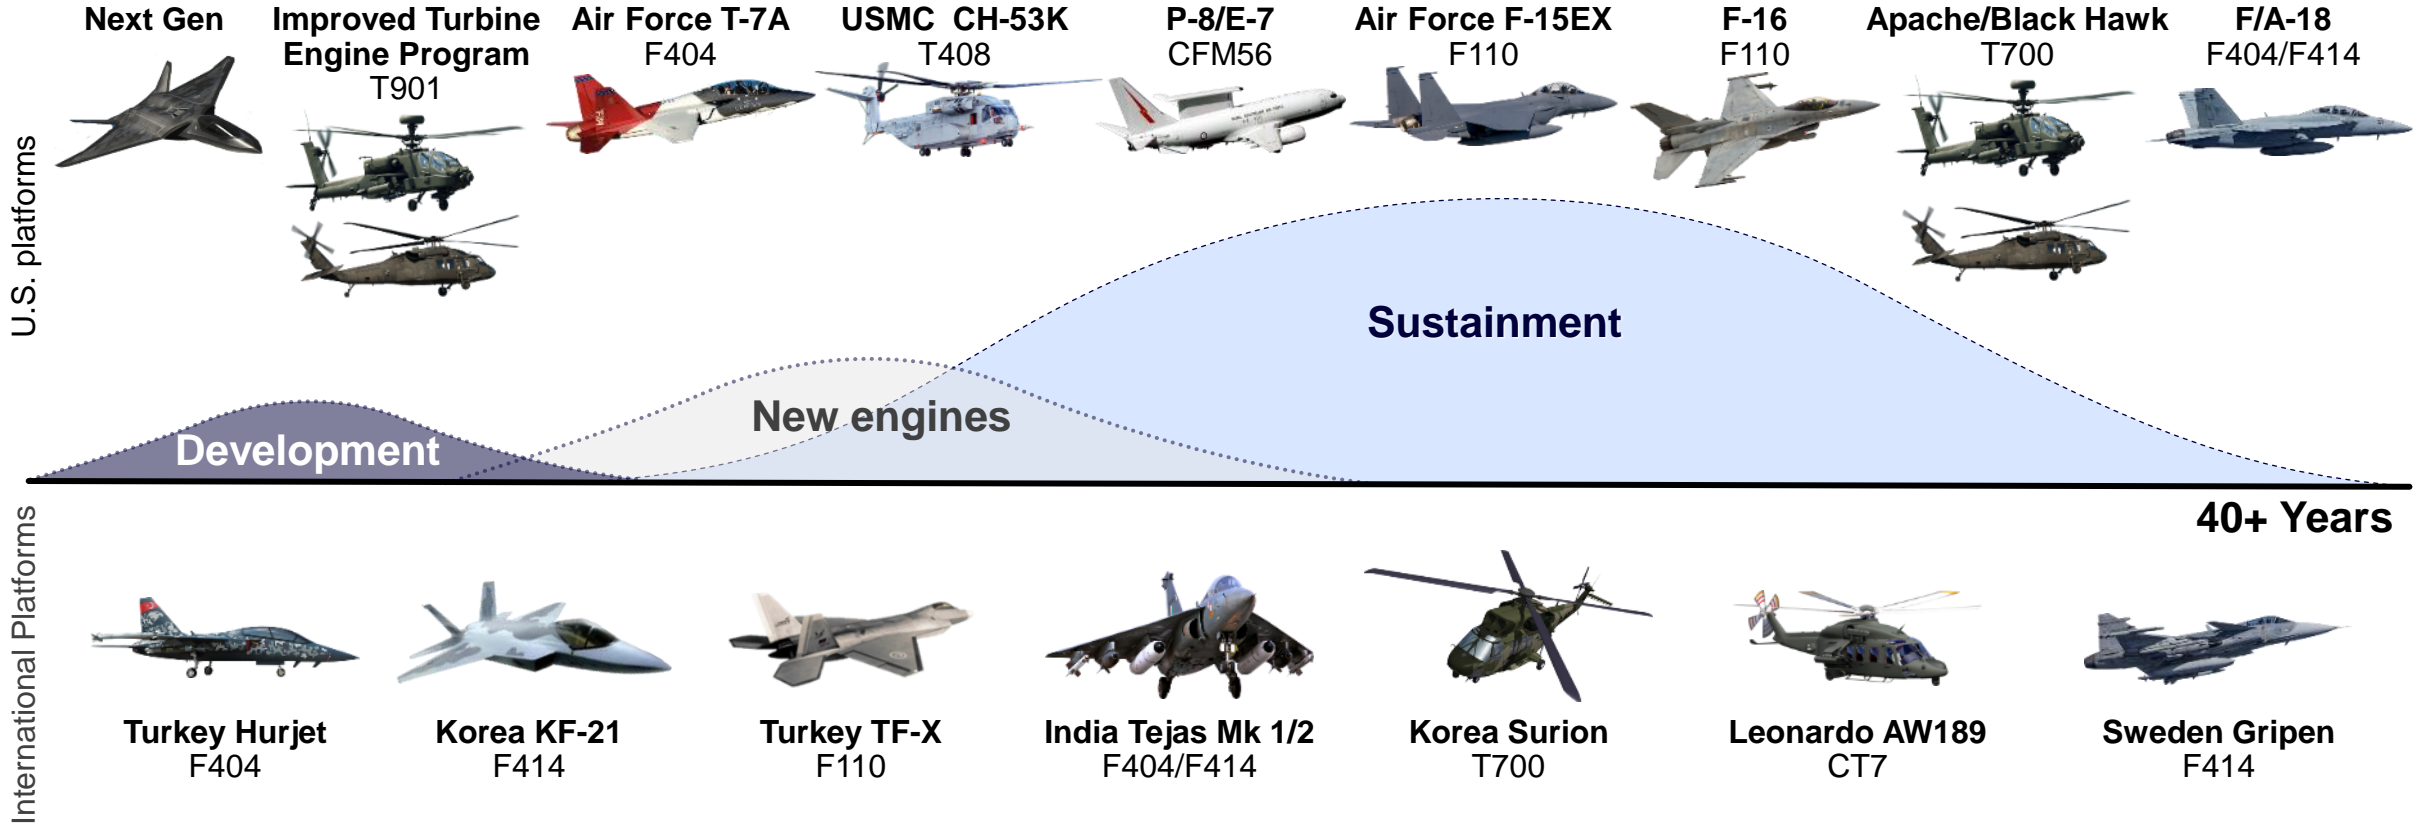 Next Gen
Improved Turbine
Engine Program
T901
Air Force T-7A
F404
USMC  CH-53K
T408
P-8/E-7
CFM56
Air Force F-15EX
F110
F-16
F110
Apache/Black Hawk
T700
F/A-18
F404/F414
U.S. platforms
Sustainment
New engines
Development
40+ Years
International Platforms
Turkey Hurjet
F404
Korea KF-21
F414
Turkey TF-X
F110
India Tejas Mk 1/2
F404/F414
Korea Surion
T700
Leonardo AW189
CT7
Sweden Gripen
F414